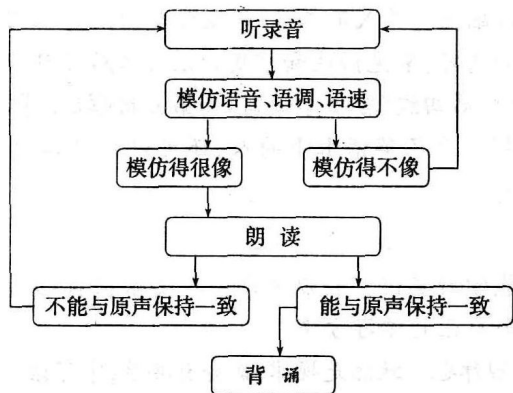 听录音
模仿语音、语调、语速
模仿得很像
模仿得不像
朗读
不能与原声保持一致
能与原声保持一致
背诵